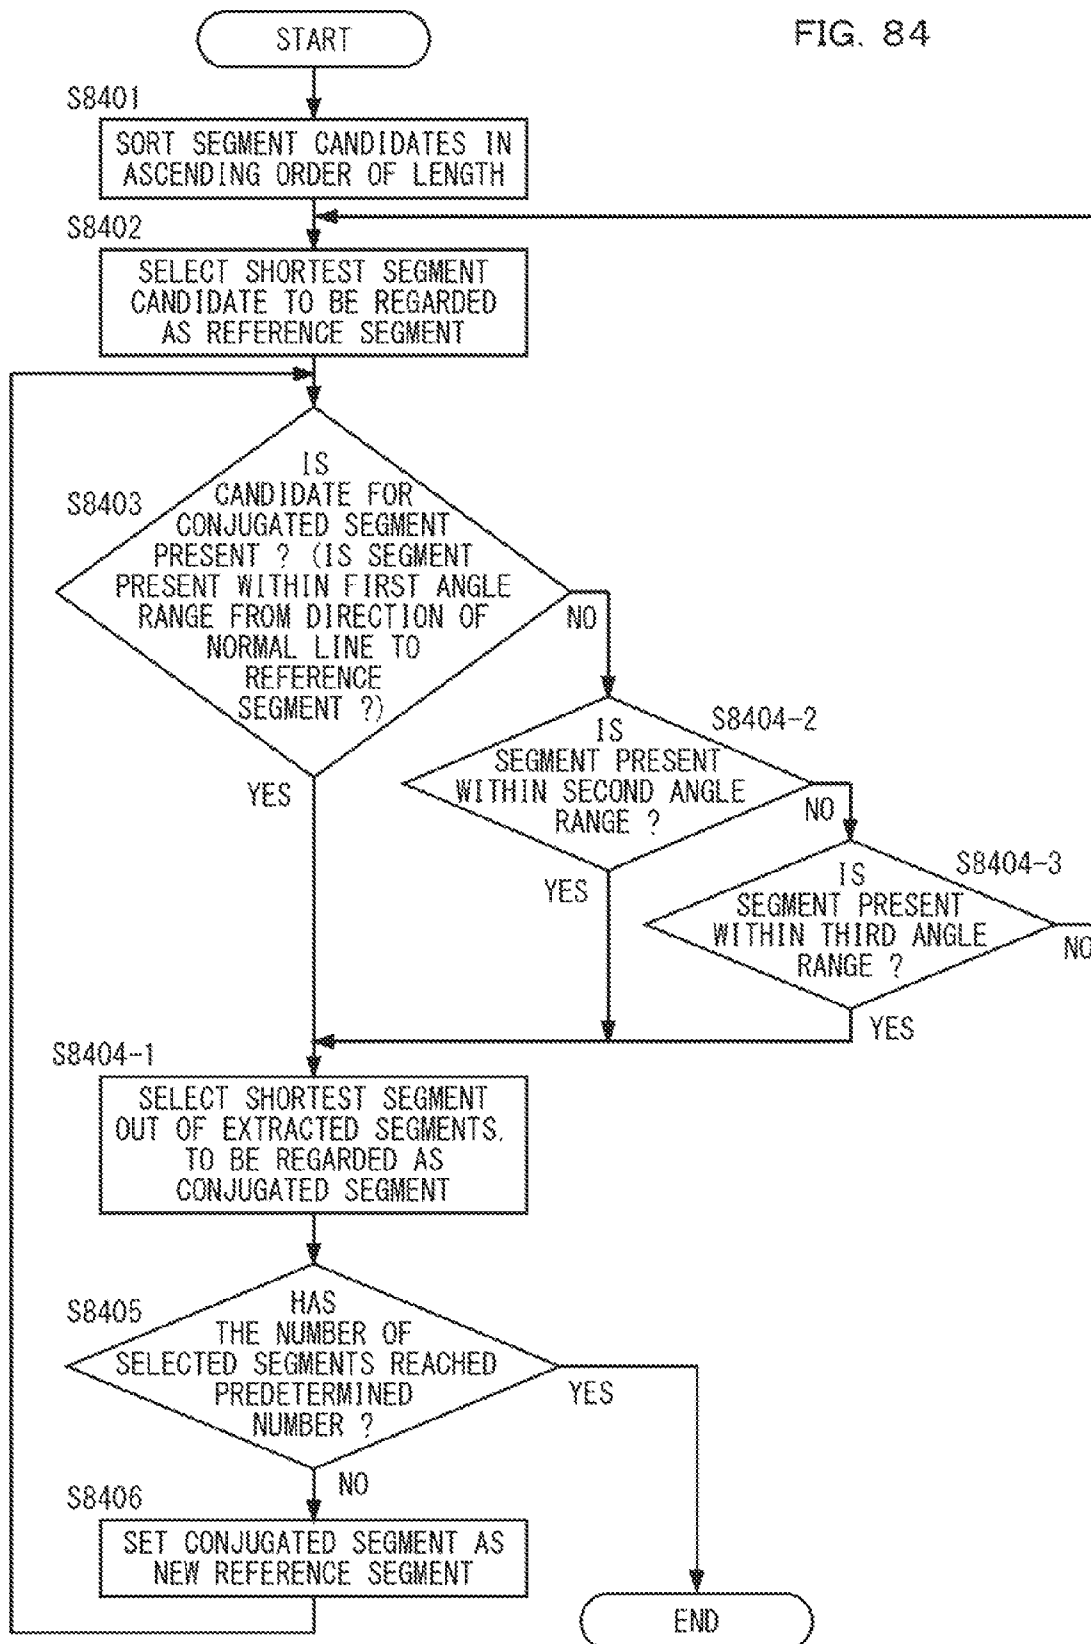 FIG. 84
START
S8401
SORT SEGMENT CANDIDATES IN
ASCENDING ORDER OF LENGTH
S8402
SELECT SHORTEST SEGMENT
CANDIDATE TO BE REGARDED
AS REFERENCE SEGMENT
S8403
IS
CANDIDATE FOR
CONJUGATED SEGMENT
PRESENT ? (IS SEGMENT
PRESENT WITHIN FIRST ANGLE
RANGE FROM DIRECTION OF
NORMAL LINE TO
REFERENCE
SEGMENT ?)
NO
YES
S8404-2
IS
SEGMENT PRESENT
WITHIN SECOND ANGLE
RANGE ?
NO
YES
S8404-3
IS
SEGMENT PRESENT
WITHIN THIRD ANGLE
RANGE ?
NO
YES
S8404-1
SELECT SHORTEST SEGMENT
OUT OF EXTRACTED SEGMENTS,
TO BE REGARDED AS
CONJUGATED SEGMENT
S8405
HAS
THE NUMBER OF
SELECTED SEGMENTS REACHED
PREDETERMINED
NUMBER ?
YES
NO
S8406
SET CONJUGATED SEGMENT AS
NEW REFERENCE SEGMENT
END